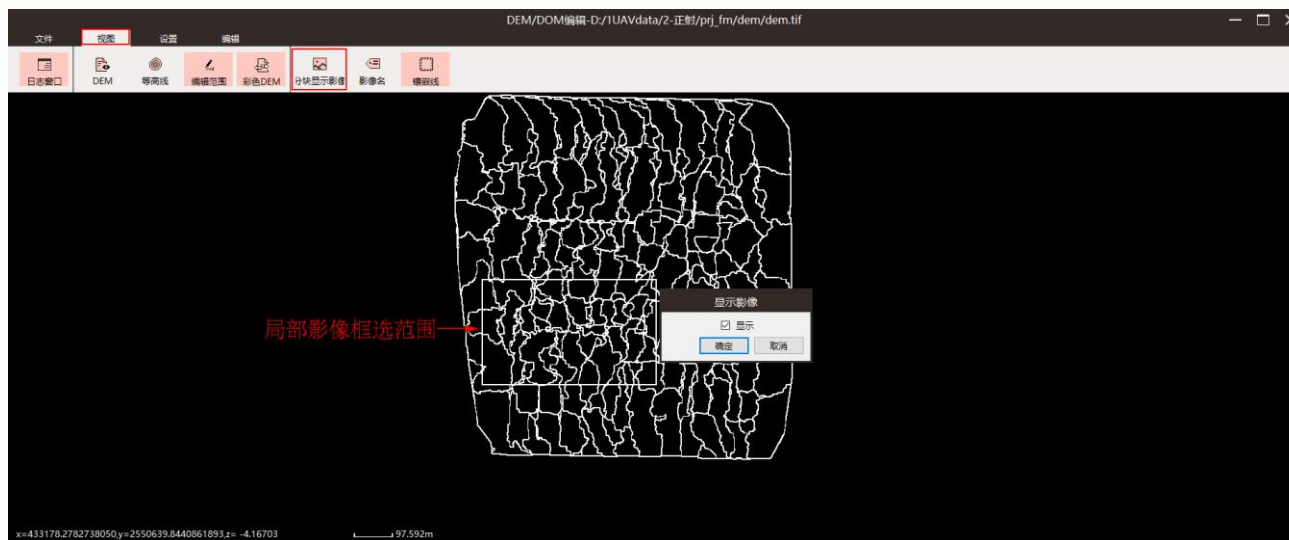 DEM/DOM编辑-D:/1UAVdata/2-正射/prj_fm/dem/dem.tif
文件 视图 设置 编辑
日志窗口 DEM 等高线 编辑范围 彩色DEM 分块显示影像 影像名 镶嵌线
显示影像
显示
局部影像框选范围
确定 取消
x=433178.2782738050,y=2550639.8440861893,z= -4.16703 97.592m